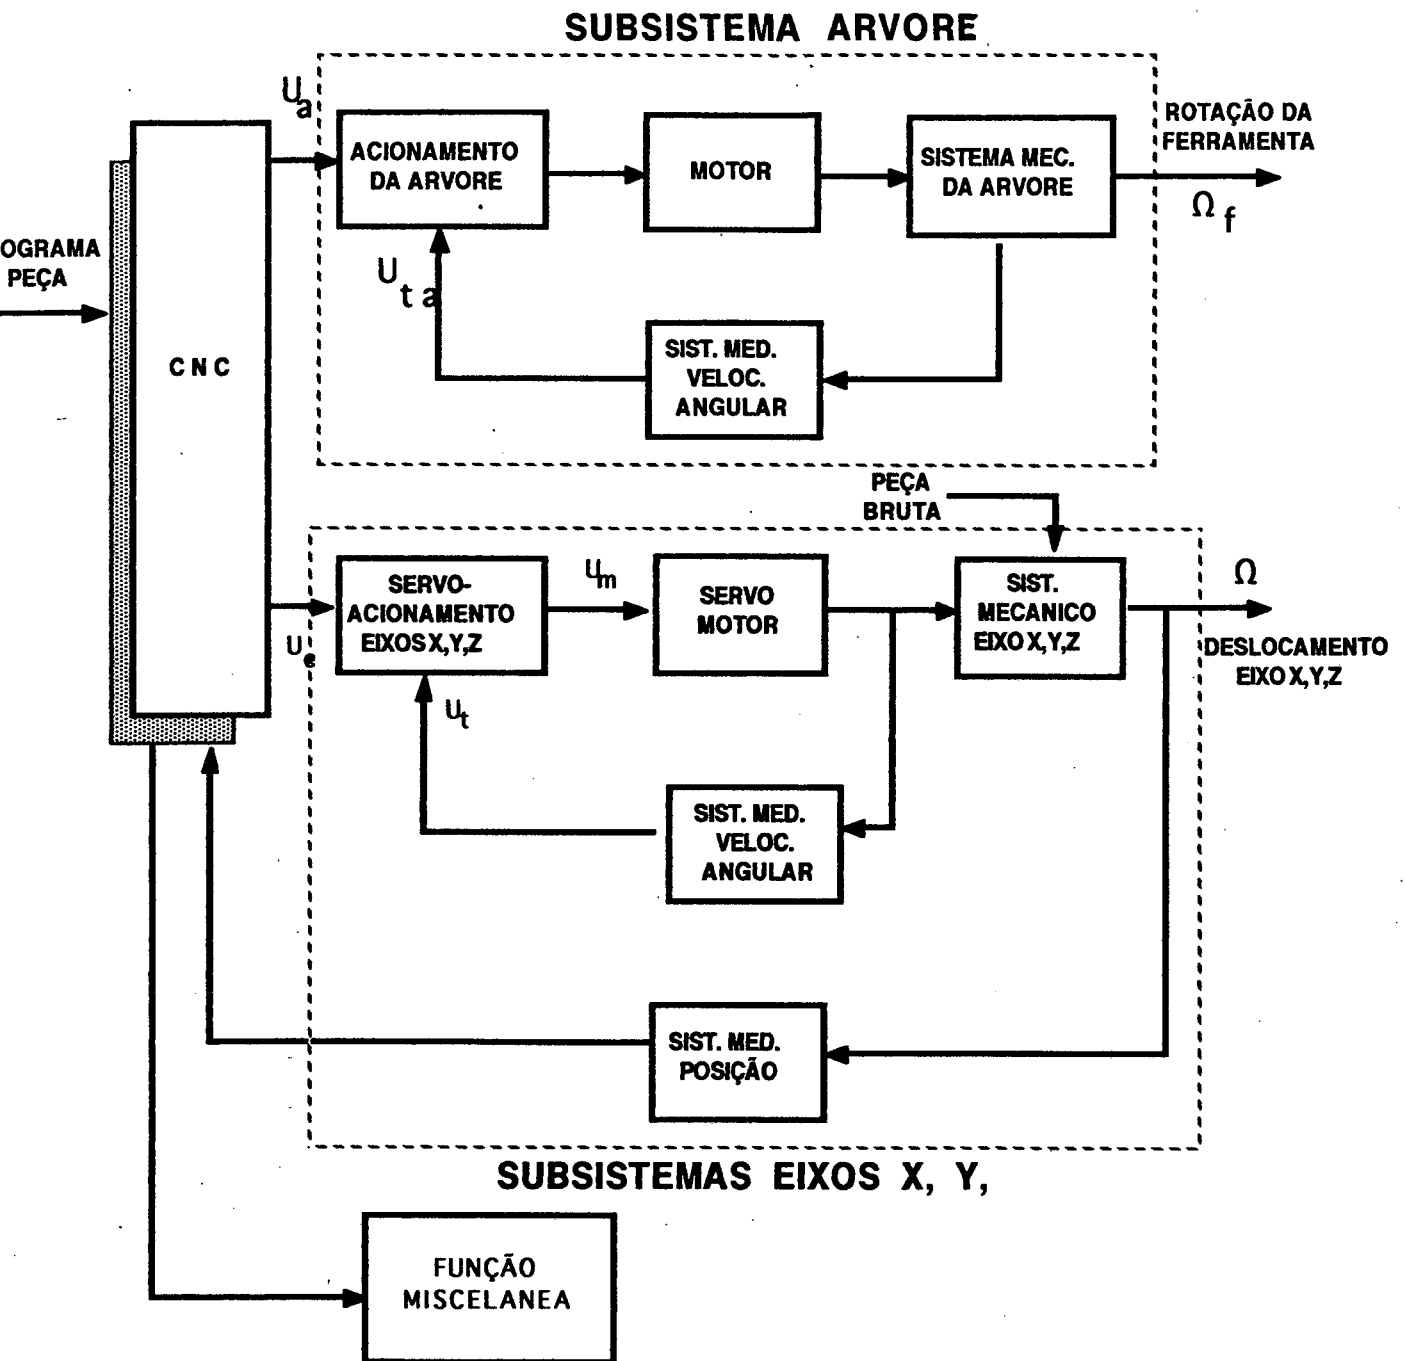 SUBSISTEMA ARVORE
Ua
ACIONAMENTO
DA ARVORE
MOTOR
SISTEMA MEC.
DA ARVORE
ROTAÇÃO DA
FERRAMENTA
Ωf
OGRAMA
PEÇA
Uta
CNC
SIST. MED.
VELOC.
ANGULAR
PEÇA
BRUTA
SERVO-
ACIONAMENTO
EIXOS X,Y,Z
Um
SERVO
MOTOR
SIST.
MECANICO
EIXO X,Y,Z
Ω
Ue
DESLOCAMENTO
EIXO X,Y,Z
Ut
SIST. MED.
VELOC.
ANGULAR
SIST. MED.
POSIÇÃO
SUBSISTEMAS EIXOS X, Y,
FUNÇÃO
MISCELANEA